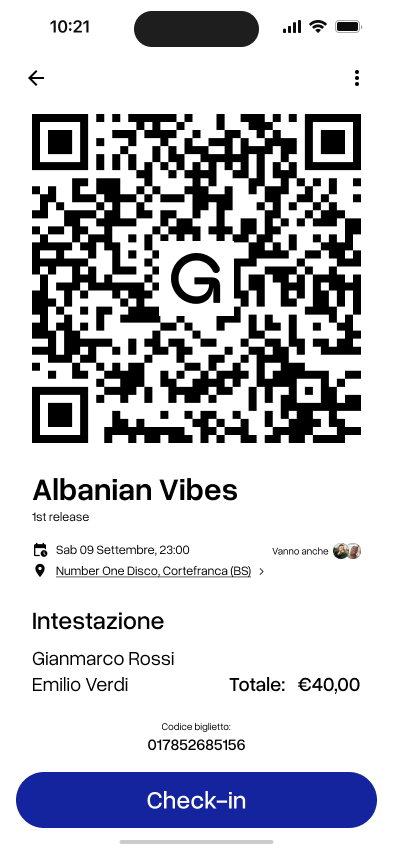 10:21
G
Albanian Vibes
1st release
Sab 09 Settembre, 23:00
Vanno anche
Number One Disco, Cortefranca (BS)
Intestazione
Gianmarco Rossi
Emilio Verdi
Totale: €40,00
Codice biglietto:
017852685156
Check-in